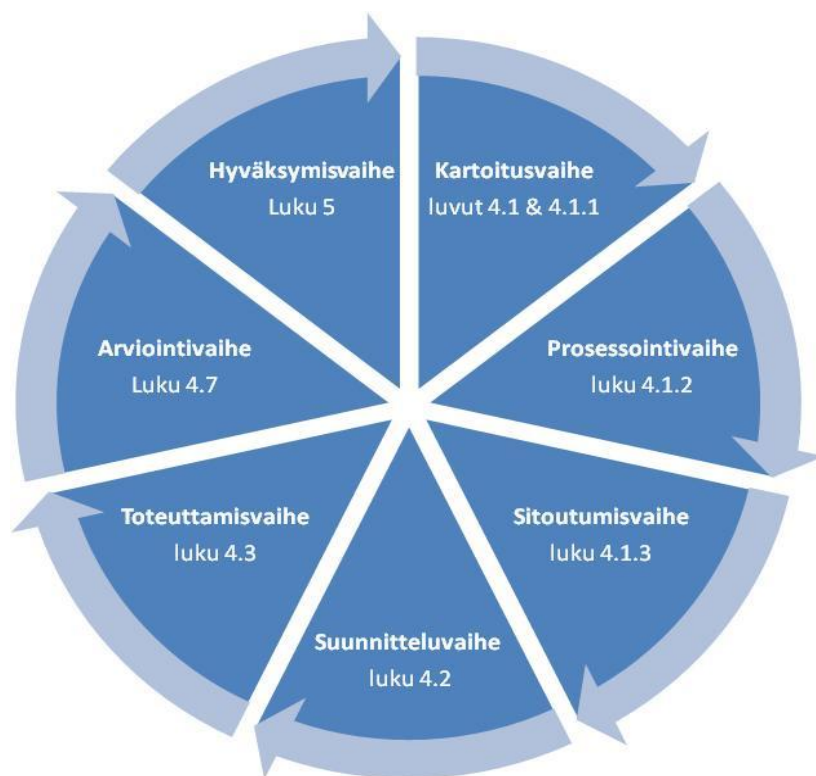 Hyväksymisvaihe
Luku 5
Kartoitusvaihe
luvut 4.1 & 4.1.1
Prosessointivaihe
luku 4.1.2
Sitoutumisvaihe
luku 4.1.3
Suunnitteluvaihe
luku 4.2
Toteuttamisvaihe
luku 4.3
Arviointivaihe
Luku 4.7